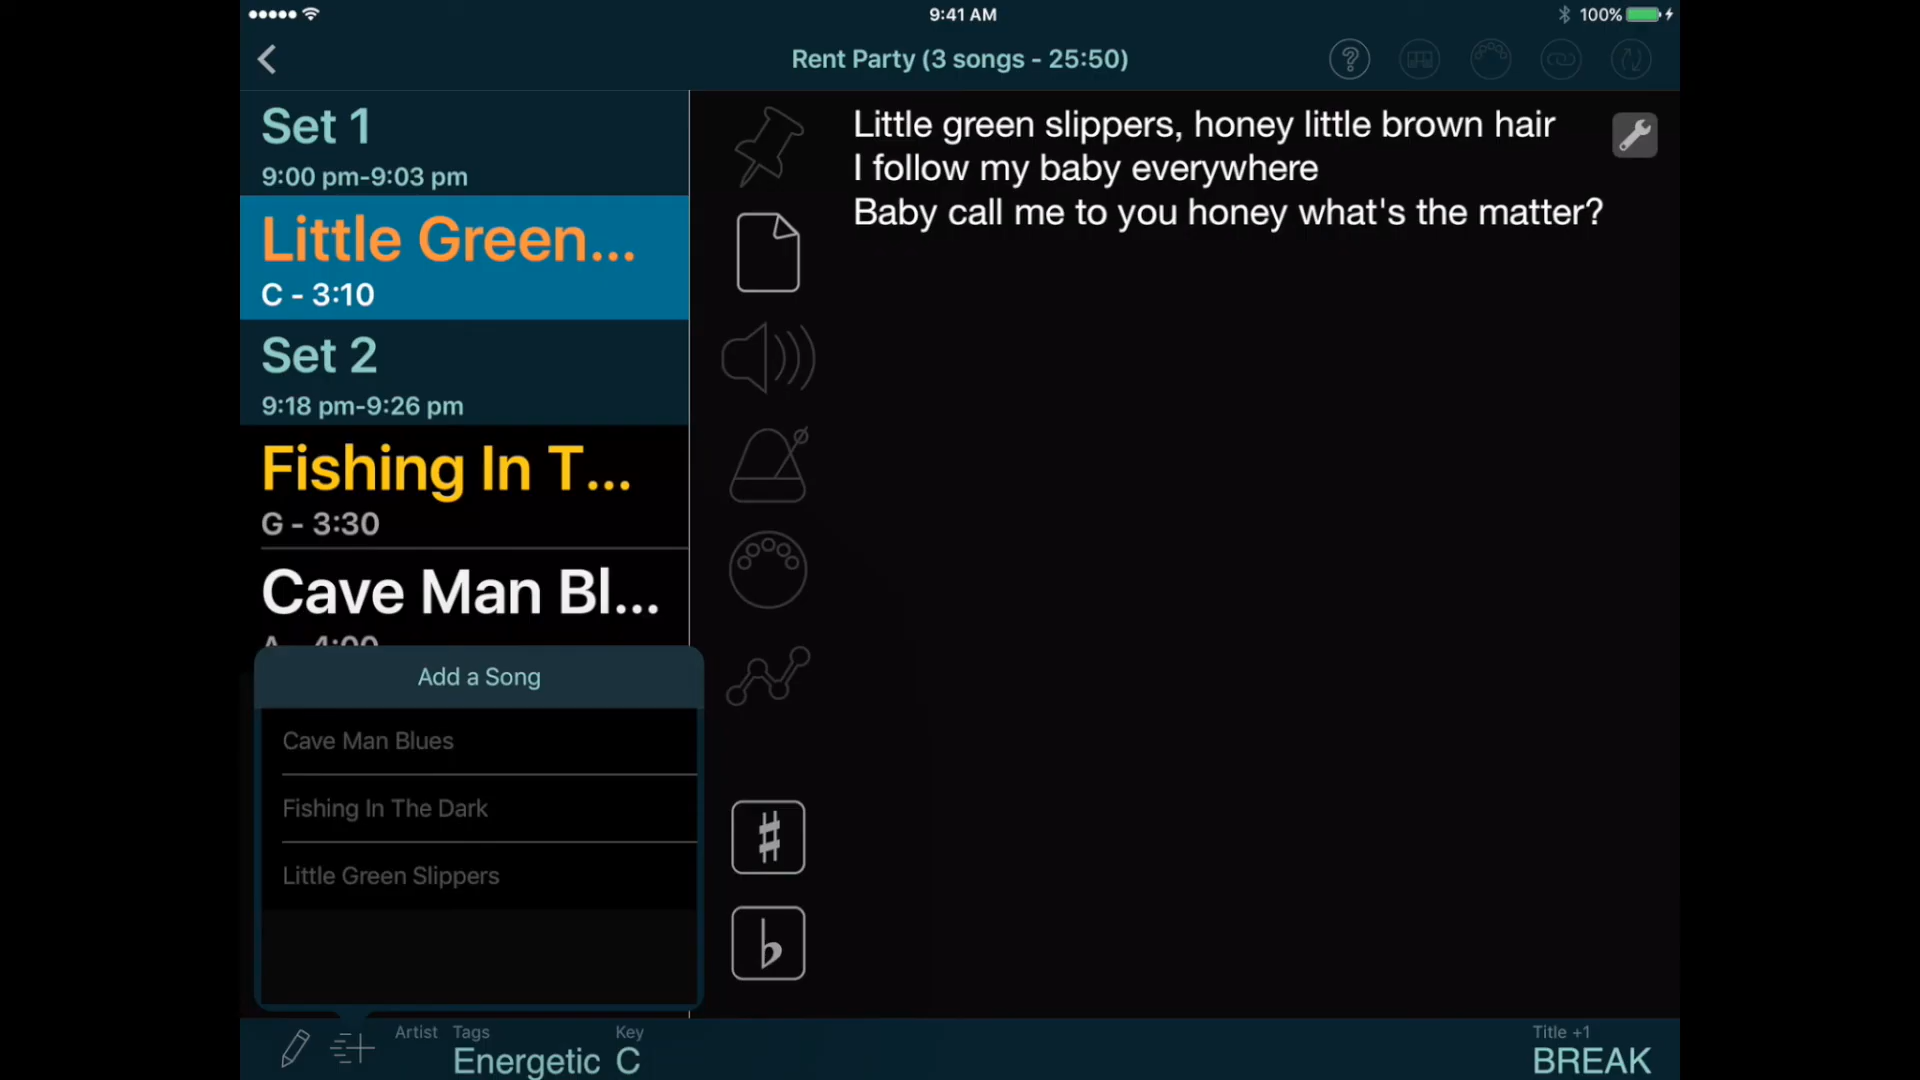 9:41 AM
100%
Rent Party (3 songs - 25:50)
?
Set 1
9:00 pm-9:03 pm
Little Green...
C - 3:10
Set 2
9:18 pm-9:26 pm
Fishing In T...
G - 3:30
Cave Man Bl...
A - 4:00
Add a Song
Cave Man Blues
Fishing In The Dark
Little Green Slippers
Little green slippers, honey little brown hair
I follow my baby everywhere
Baby call me to you honey what's the matter?
♯
♭
Artist Tags Key
Energetic C
Title +1
BREAK